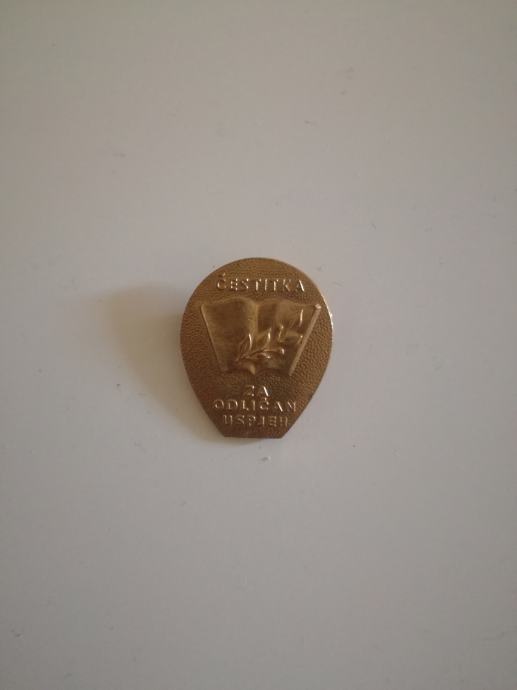 ČESTITKA
ZA
ODLIČAN
USPJEH